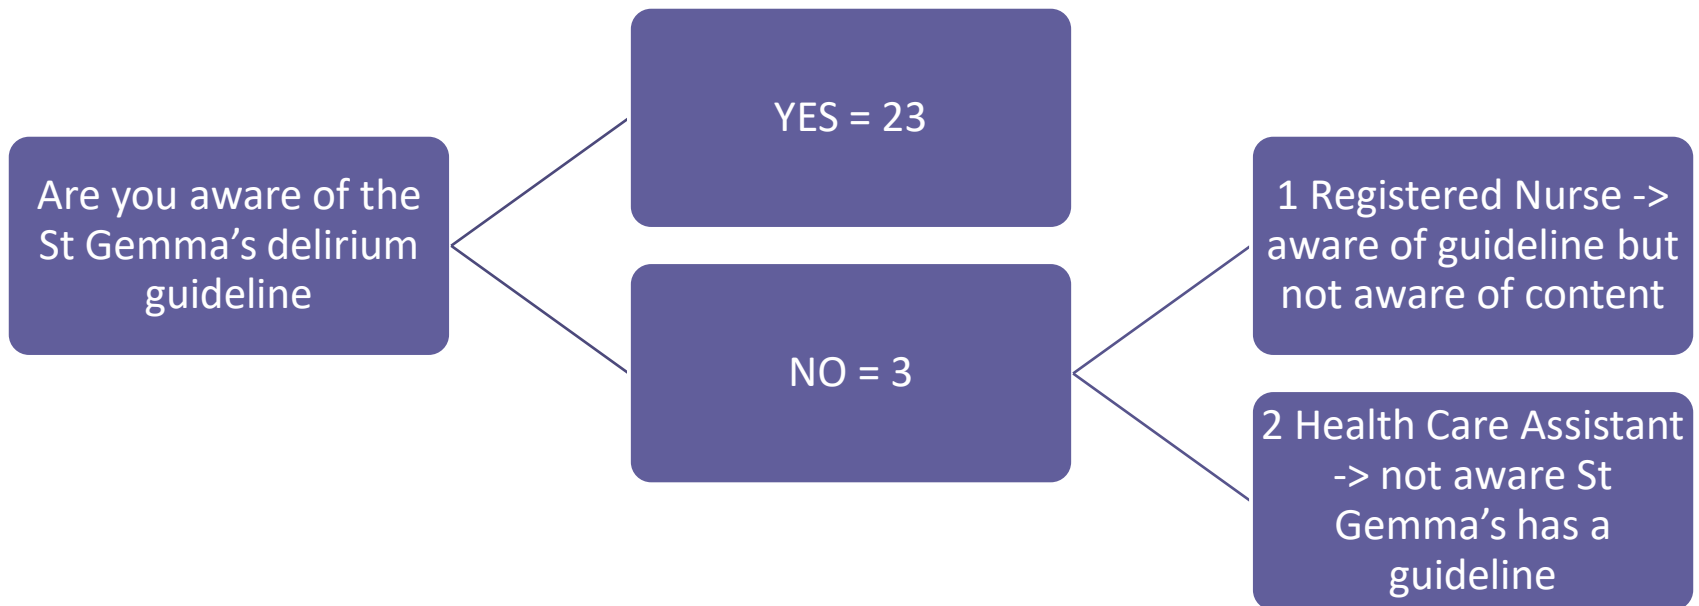 Are you aware of the
St Gemma’s delirium
guideline
YES = 23
NO = 3
1 Registered Nurse ->
aware of guideline but
not aware of content
2 Health Care Assistant
-> not aware St
Gemma’s has a
guideline